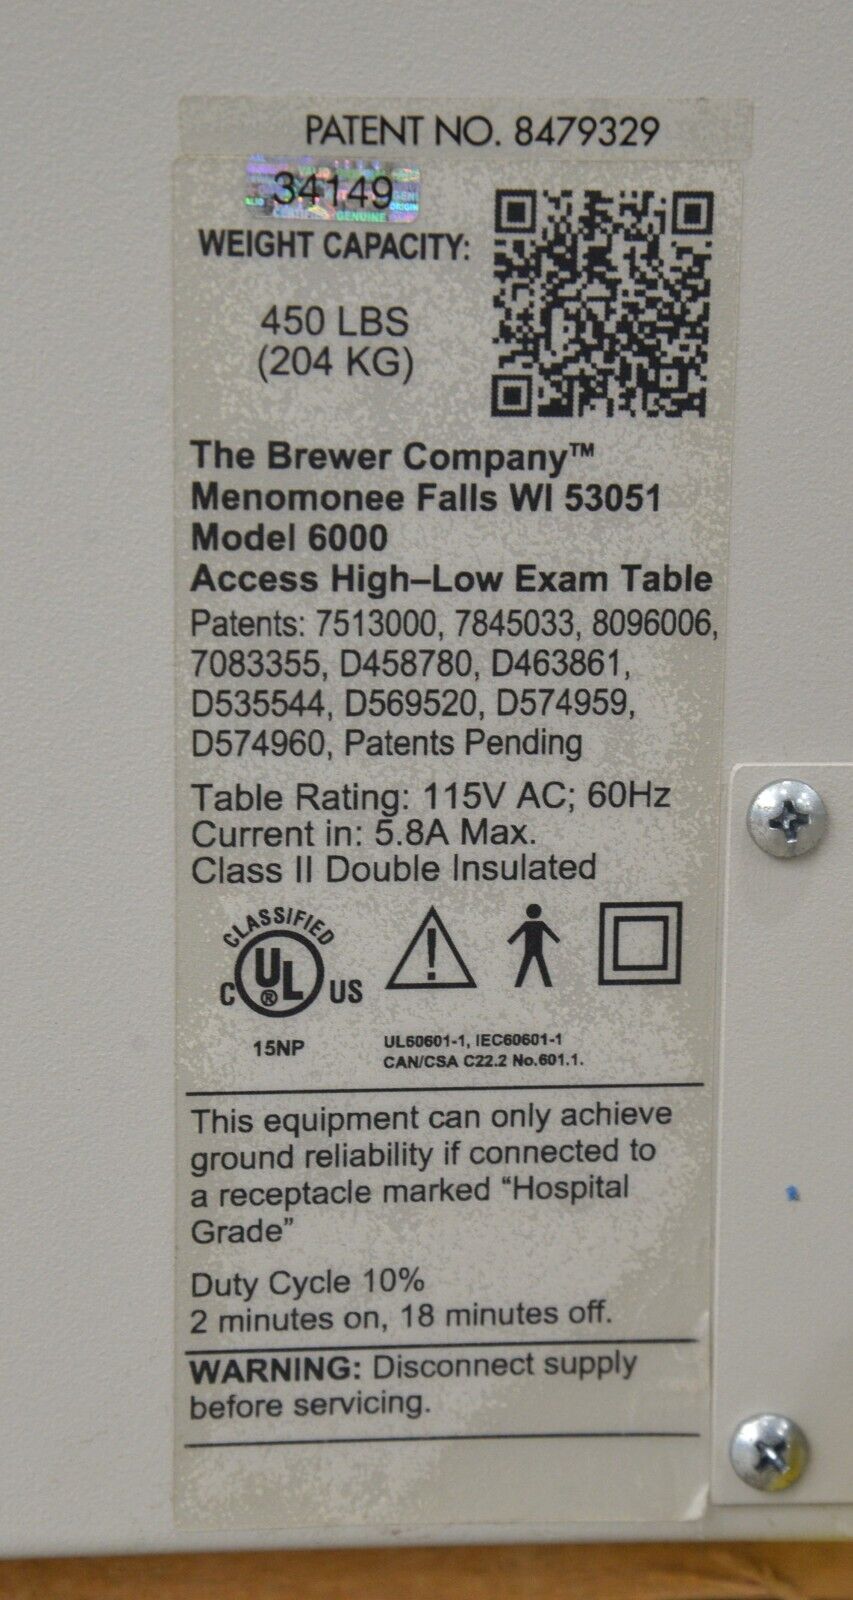 PATENT NO. 8479329
34149
WEIGHT CAPACITY:
450 LBS
(204 KG)
The Brewer Company™
Menomonee Falls WI 53051
Model 6000
Access High–Low Exam Table
Patents: 7513000, 7845033, 8096006,
7083355, D458780, D463861,
D535544, D569520, D574959,
D574960, Patents Pending
Table Rating: 115V AC; 60Hz
Current in: 5.8A Max.
Class II Double Insulated
CLASSIFIED
C UL® US
15NP
UL60601-1, IEC60601-1
CAN/CSA C22.2 No.601.1.
This equipment can only achieve
ground reliability if connected to
a receptacle marked “Hospital
Grade”
Duty Cycle 10%
2 minutes on, 18 minutes off.
WARNING: Disconnect supply
before servicing.